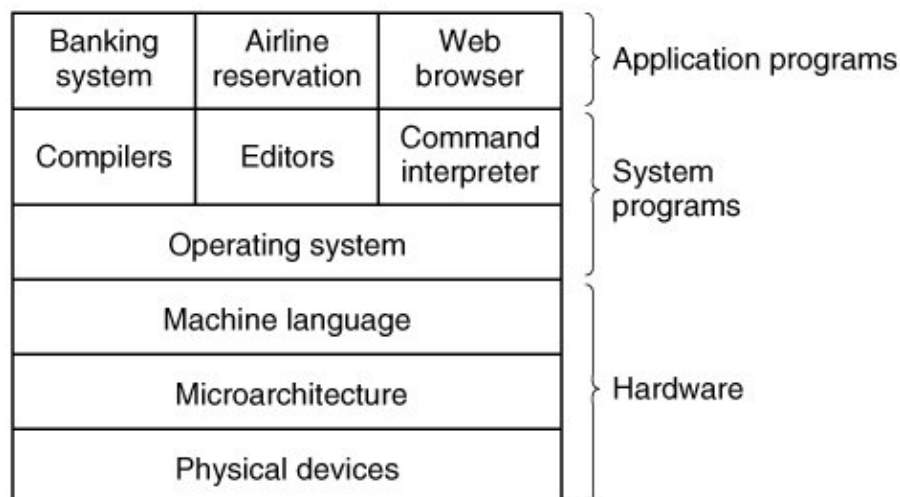 Banking
system
Airline
reservation
Web
browser
Application programs
Compilers
Editors
Command
interpreter
System
programs
Operating system
Machine language
Microarchitecture
Hardware
Physical devices